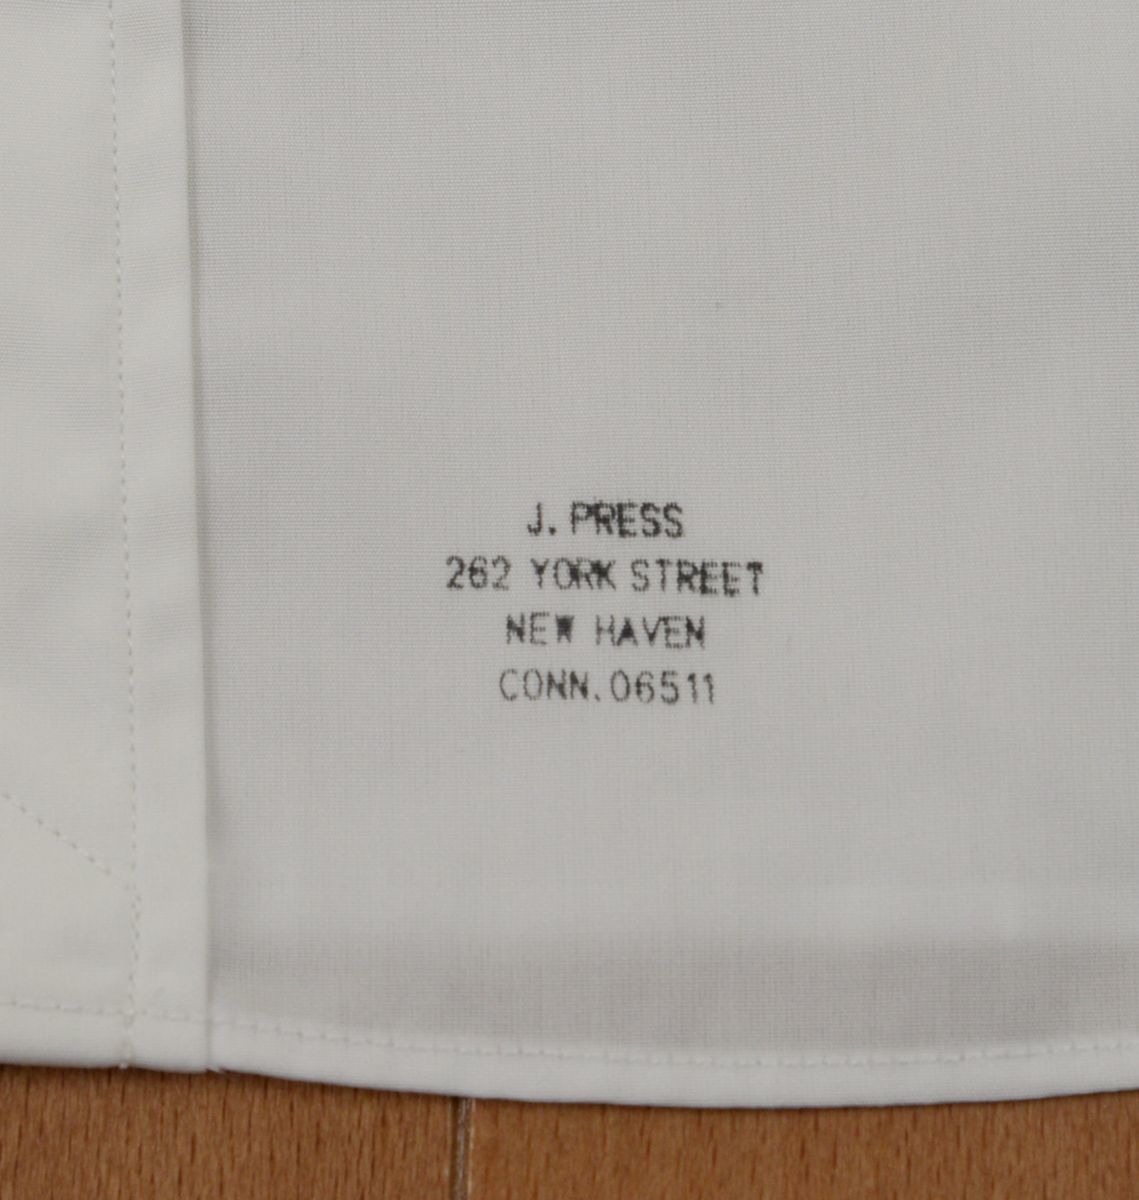 J. PRESS
262 YORK STREET
NEW HAVEN
CONN. 06511